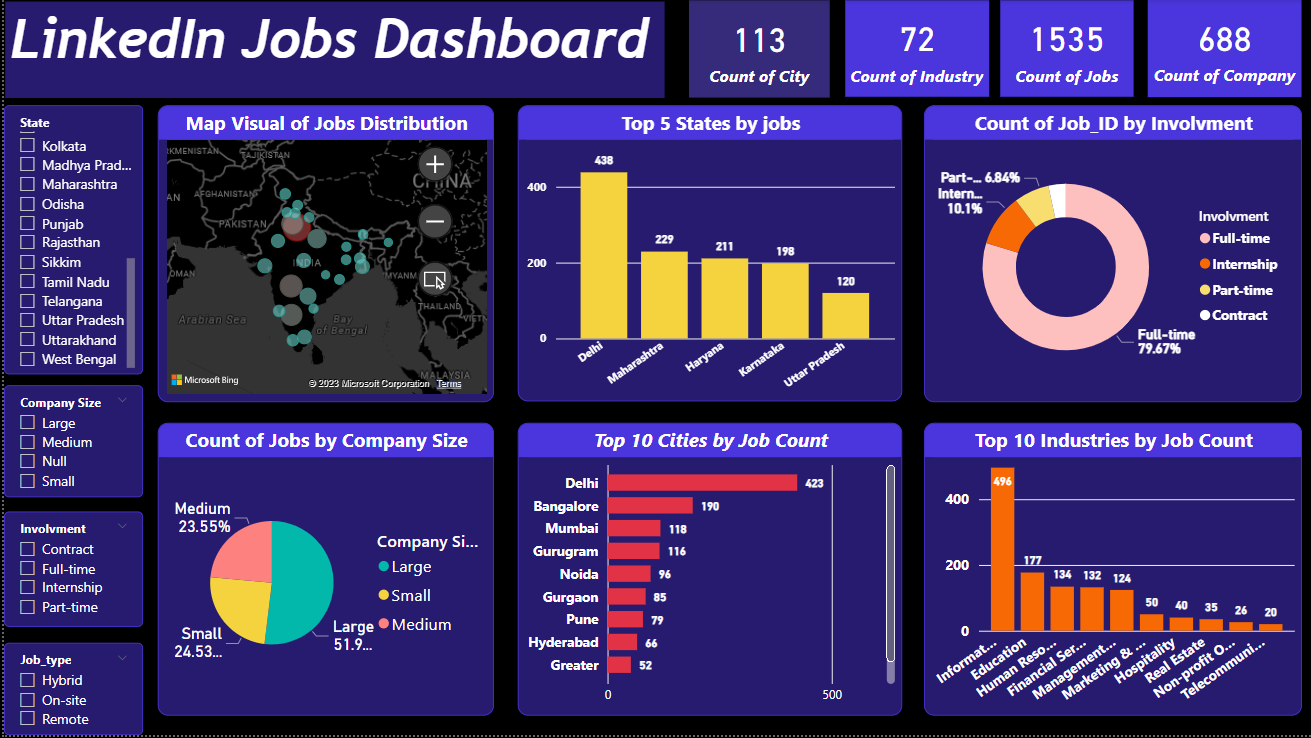 LinkedIn Jobs Dashboard
113
Count of City
72
Count of Industry
1535
Count of Jobs
688
Count of Company
State
Kolkata
Madhya Prad...
Maharashtra
Odisha
Punjab
Rajasthan
Sikkim
Tamil Nadu
Telangana
Uttar Pradesh
Uttarakhand
West Bengal
Company Size
Large
Medium
Null
Small
Involvment
Contract
Full-time
Internship
Part-time
Job_type
Hybrid
On-site
Remote
Map Visual of Jobs Distribution
TAJIKISTAN
CHINA
AFGHANISTAN
PAKISTAN
INDIA
MYANM
THAILAND
Arabian Sea
Bay
of Bengal
MALAYSIA
Microsoft Bing
© 2023 Microsoft Corporation Terms
Top 5 States by jobs
438
229
211
198
120
400
200
0
Delhi
Maharashtra
Haryana
Karnataka
Uttar Pradesh
Count of Job_ID by Involvment
Part-... 6.84%
Intern...
10.1%
Full-time
79.67%
Involvment
Full-time
Internship
Part-time
Contract
Count of Jobs by Company Size
Medium
23.55%
Small
24.53...
Large
51.9...
Company Si...
Large
Small
Medium
Top 10 Cities by Job Count
Delhi 423
Bangalore 190
Mumbai 118
Gurugram 116
Noida 96
Gurgaon 85
Pune 79
Hyderabad 66
Greater 52
0 500
Top 10 Industries by Job Count
496
177
134
132
124
50
40
35
26
20
400
200
0
Informat...
Education
Human Reso...
Financial Ser...
Management...
Marketing & ...
Hospitality
Real Estate
Non-profit O...
Telecommuni...